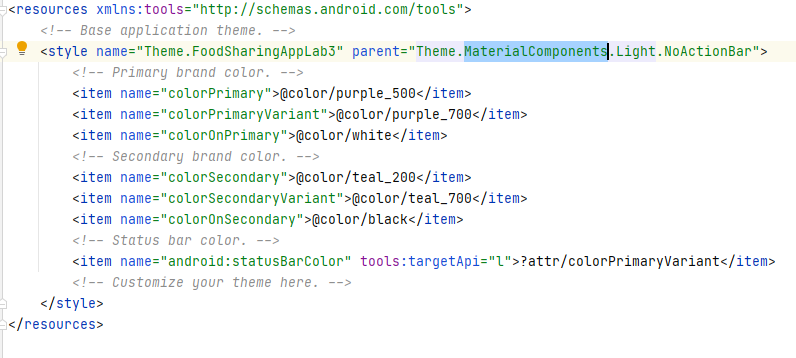 <resources xmlns:tools="http://schemas.android.com/tools">
<!-- Base application theme. -->
<style name="Theme.FoodSharingAppLab3" parent="Theme.MaterialComponents.Light.NoActionBar">
<!-- Primary brand color. -->
<item name="colorPrimary">@color/purple_500</item>
<item name="colorPrimaryVariant">@color/purple_700</item>
<item name="colorOnPrimary">@color/white</item>
<!-- Secondary brand color. -->
<item name="colorSecondary">@color/teal_200</item>
<item name="colorSecondaryVariant">@color/teal_700</item>
<item name="colorOnSecondary">@color/black</item>
<!-- Status bar color. -->
<item name="android:statusBarColor" tools:targetApi="l">?attr/colorPrimaryVariant</item>
<!-- Customize your theme here. -->
</style>
</resources>